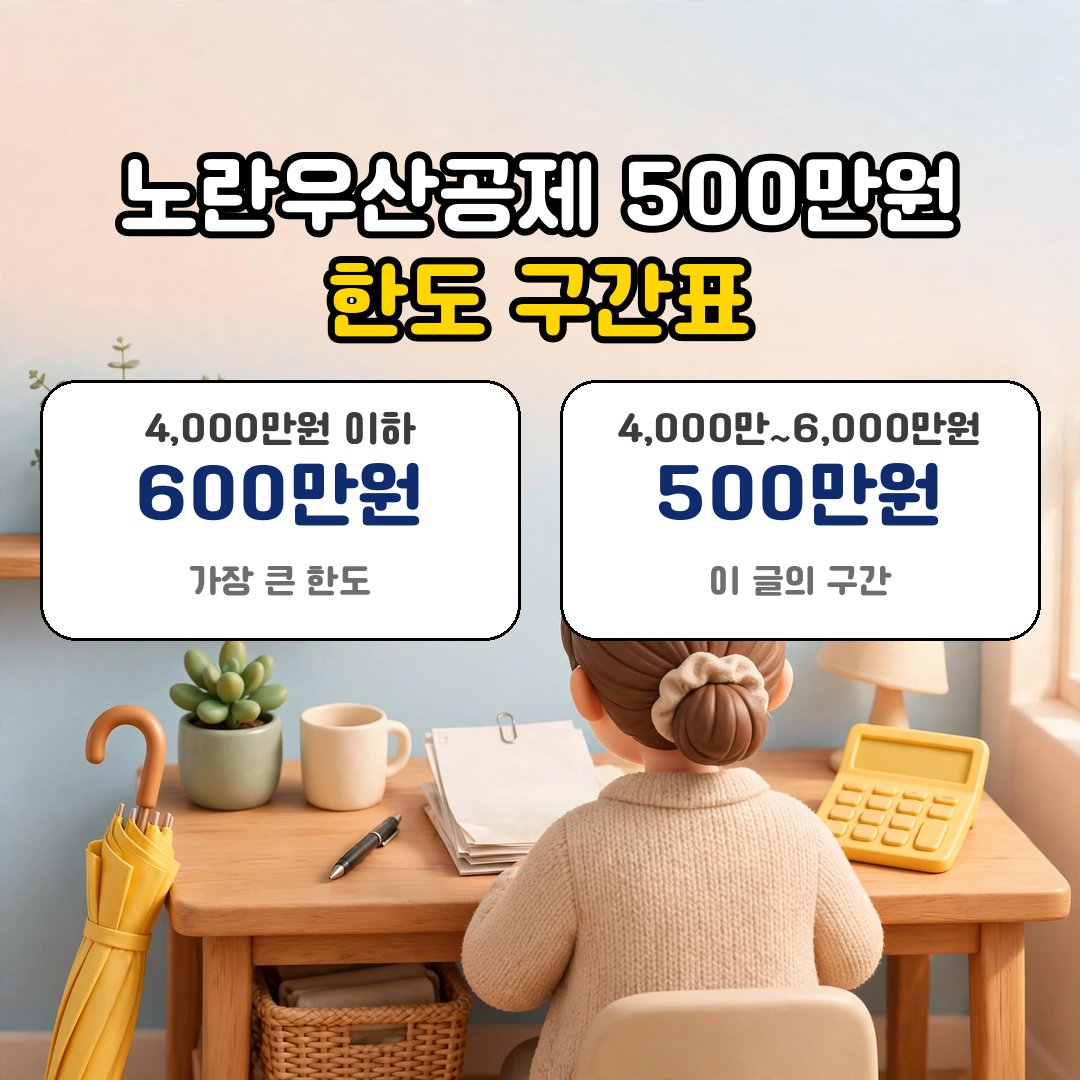 노란우산공제 500만원
한도 구간표
4,000만원 이하
600만원
가장 큰 한도
4,000만~6,000만원
500만원
이 글의 구간